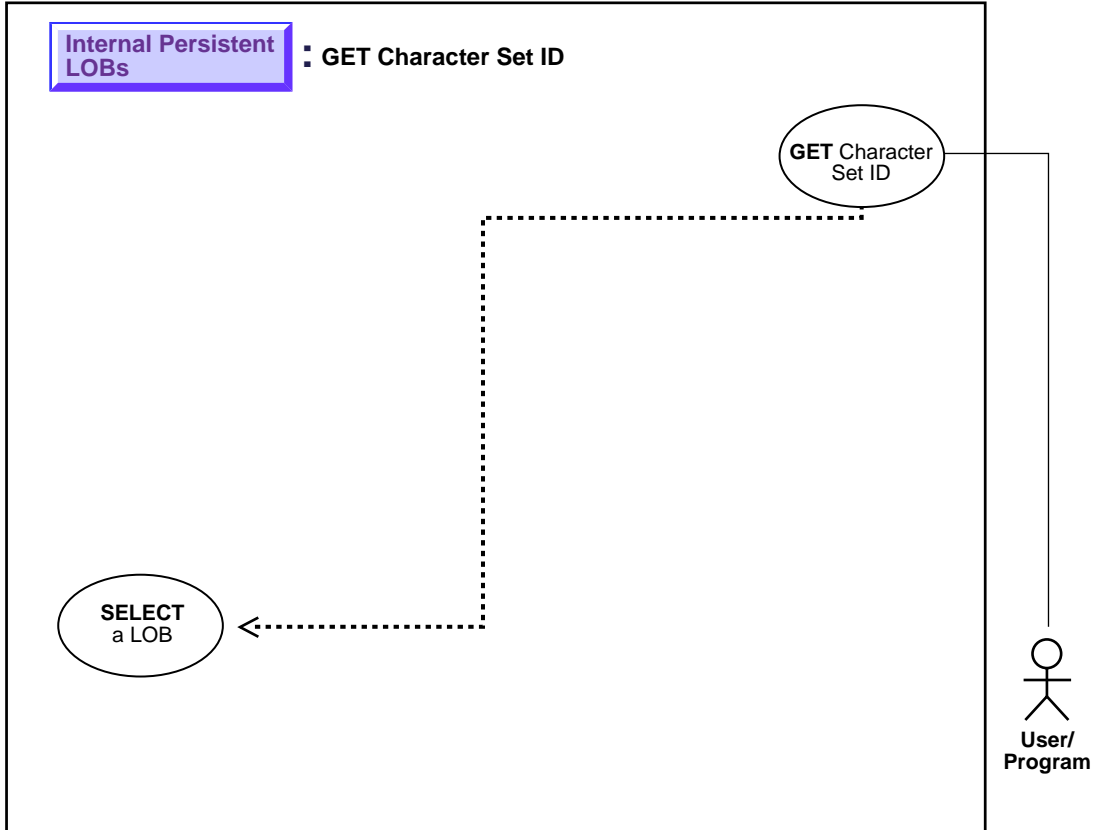 Internal Persistent
LOBs
: GET Character Set ID
GET Character
Set ID
SELECT
a LOB
User/
Program